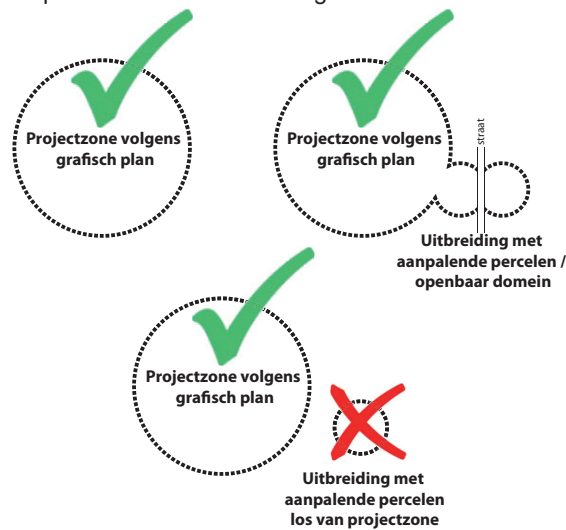 Projectzone volgens
grafisch plan
Projectzone volgens
grafisch plan
straat
Uitbreiding met
aanpalende percelen /
openbaar domein
Projectzone volgens
grafisch plan
Uitbreiding met
aanpalende percelen
los van projectzone